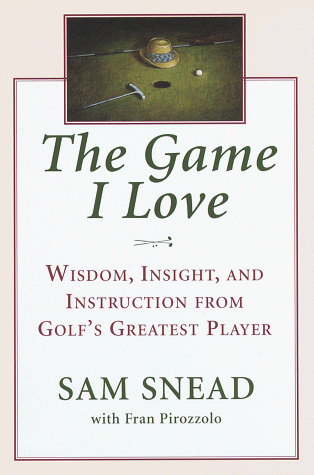 The Game
I Love
WISDOM, INSIGHT, AND
INSTRUCTION FROM
GOLF'S GREATEST PLAYER
SAM SNEAD
with Fran Pirozzolo